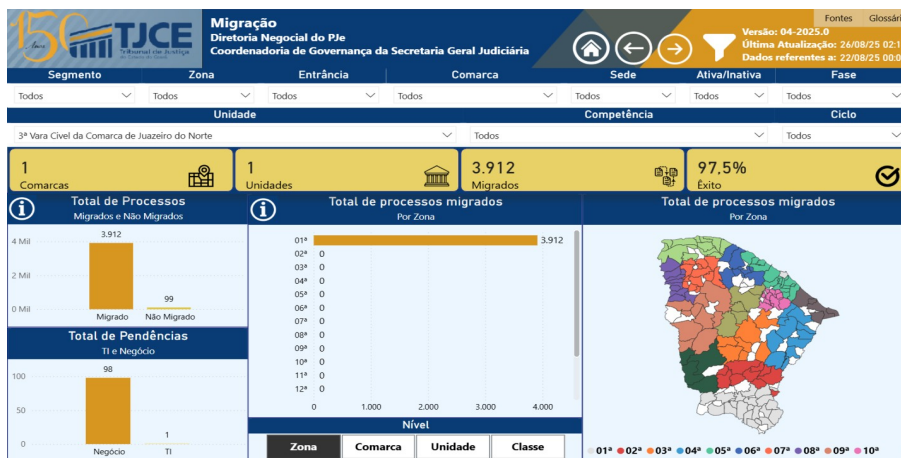 150
Anos
TJCE
Tribunal de Justiça
do Estado do Ceará
Migração
Diretoria Negocial do PJe
Coordenadoria de Governança da Secretaria Geral Judiciária
Fontes Glossári
Versão: 04-2025.0
Última Atualização: 26/08/25 02:1
Dados referentes a: 22/08/25 00:0
Segmento Zona Entrância Comarca Sede Ativa/Inativa Fase
Todos Todos Todos Todos Todos Todos Todos
Unidade Competência Ciclo
3ª Vara Cível da Comarca de Juazeiro do Norte Todos Todos
1
Comarcas
1
Unidades
3.912
Migrados
97,5%
Êxito
Total de Processos
Migrados e Não Migrados
4 Mil
2 Mil
0 Mil
3.912
99
Migrado Não Migrado
Total de Pendências
TI e Negócio
100
50
0
98
1
Negócio TI
Total de processos migrados
Por Zona
01ª 3.912
02ª 0
03ª 0
04ª 0
05ª 0
06ª 0
07ª 0
08ª 0
09ª 0
10ª 0
11ª 0
12ª 0
0 1.000 2.000 3.000 4.000
Nível
Zona Comarca Unidade Classe
Total de processos migrados
Por Zona
01ª 02ª 03ª 04ª 05ª 06ª 07ª 08ª 09ª 10ª